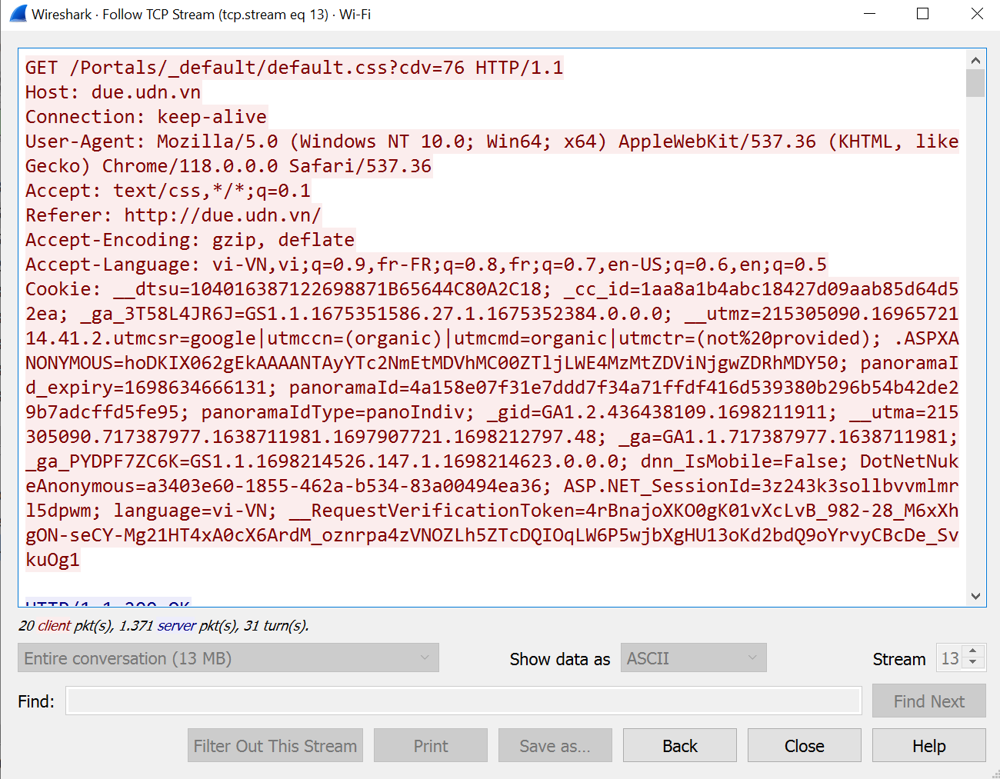 Wireshark · Follow TCP Stream (tcp.stream eq 13) · Wi-Fi
GET /Portals/_default/default.css?cdv=76 HTTP/1.1
Host: due.udn.vn
Connection: keep-alive
User-Agent: Mozilla/5.0 (Windows NT 10.0; Win64; x64) AppleWebKit/537.36 (KHTML, like
Gecko) Chrome/118.0.0.0 Safari/537.36
Accept: text/css,*/*;q=0.1
Referer: http://due.udn.vn/
Accept-Encoding: gzip, deflate
Accept-Language: vi-VN,vi;q=0.9,fr-FR;q=0.8,fr;q=0.7,en-US;q=0.6,en;q=0.5
Cookie: __dtsu=104016387122698871B65644C80A2C18; _cc_id=1aa8a1b4abc18427d09aab85d64d5
2ea; _ga_3T58L4JR6J=GS1.1.1675351586.27.1.1675352384.0.0.0; __utmz=215305090.16965721
14.41.2.utmcsr=google|utmccn=(organic)|utmcmd=organic|utmctr=(not%20provided); .ASPXA
NONYMOUS=hoDKIX062gEkAAAANTAyYTc2NmEtMDVhMC00ZTljLWE4MzMtZDViNjgwZDRhMDY50; panoramaI
d_expiry=1698634666131; panoramaId=4a158e07f31e7ddd7f34a71ffdf416d539380b296b54b42de2
9b7adcffd5fe95; panoramaIdType=panoIndiv; _gid=GA1.2.436438109.1698211911; __utma=215
305090.717387977.1638711981.1697907721.1698212797.48; _ga=GA1.1.717387977.1638711981;
_ga_PYDPF7ZC6K=GS1.1.1698214526.147.1.1698214623.0.0.0; dnn_IsMobile=False; DotNetNuk
eAnonymous=a3403e60-1855-462a-b534-83a00494ea36; ASP.NET_SessionId=3z243k3sollbvvmlmr
l5dpwm; language=vi-VN; __RequestVerificationToken=4rBnajoXKO0gK01vXcLvB_982-28_M6xXh
gON-seCY-Mg21HT4xA0cX6ArdM_oznrpa4zVNOZLh5ZTcDQIOqLW6P5wjbXgHU13oKd2bdQ9oYrvyCBcDe_Sv
kuOg1
HTTP/1.1 200 OK
20 client pkt(s), 1.371 server pkt(s), 31 turn(s).
Entire conversation (13 MB)
Show data as ASCII
Stream 13
Find:
Find Next
Filter Out This Stream
Print
Save as...
Back
Close
Help